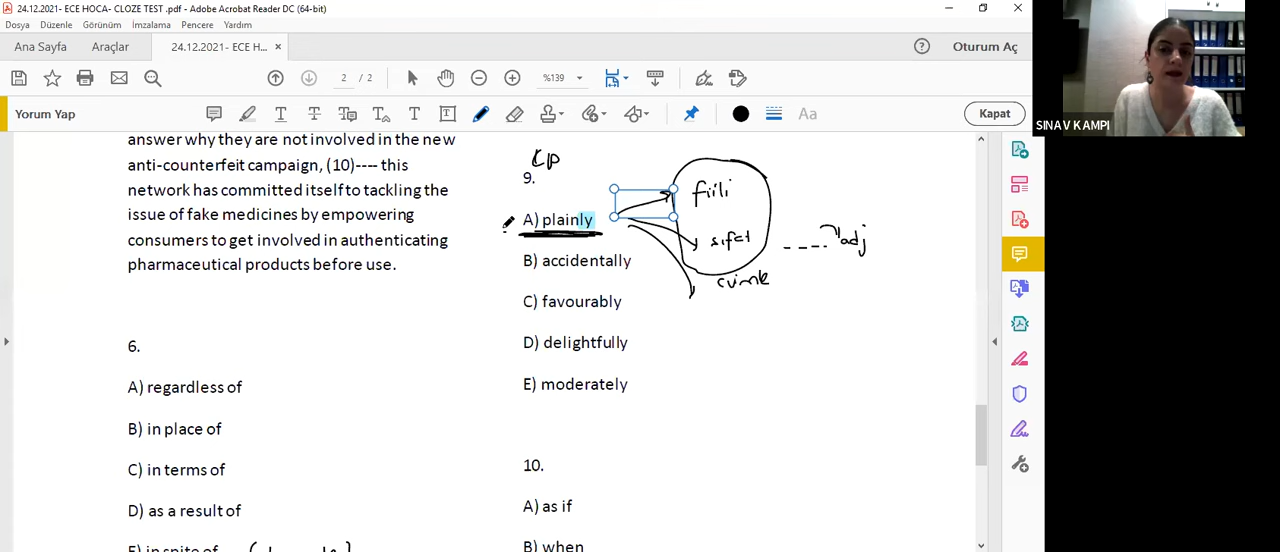 24.12.2021- ECE HOCA- CLOZE TEST .pdf - Adobe Acrobat Reader DC (64-bit)
Dosya Düzenle Görünüm İmzalama Pencere Yardım
Ana Sayfa Araçlar 24.12.2021- ECE H... × Oturum Aç
2 / 2 %139
Yorum Yap Aa Kapat
SINAV KAMPI
answer why they are not involved in the new
anti-counterfeit campaign, (10)---- this
network has committed itself to tackling the
issue of fake medicines by empowering
consumers to get involved in authenticating
pharmaceutical products before use.
6.
A) regardless of
B) in place of
C) in terms of
D) as a result of
E) in spite of
9.
A) plainly
B) accidentally
C) favourably
D) delightfully
E) moderately
fiili
sıfat
cümle
---- adj
10.
A) as if
B) when